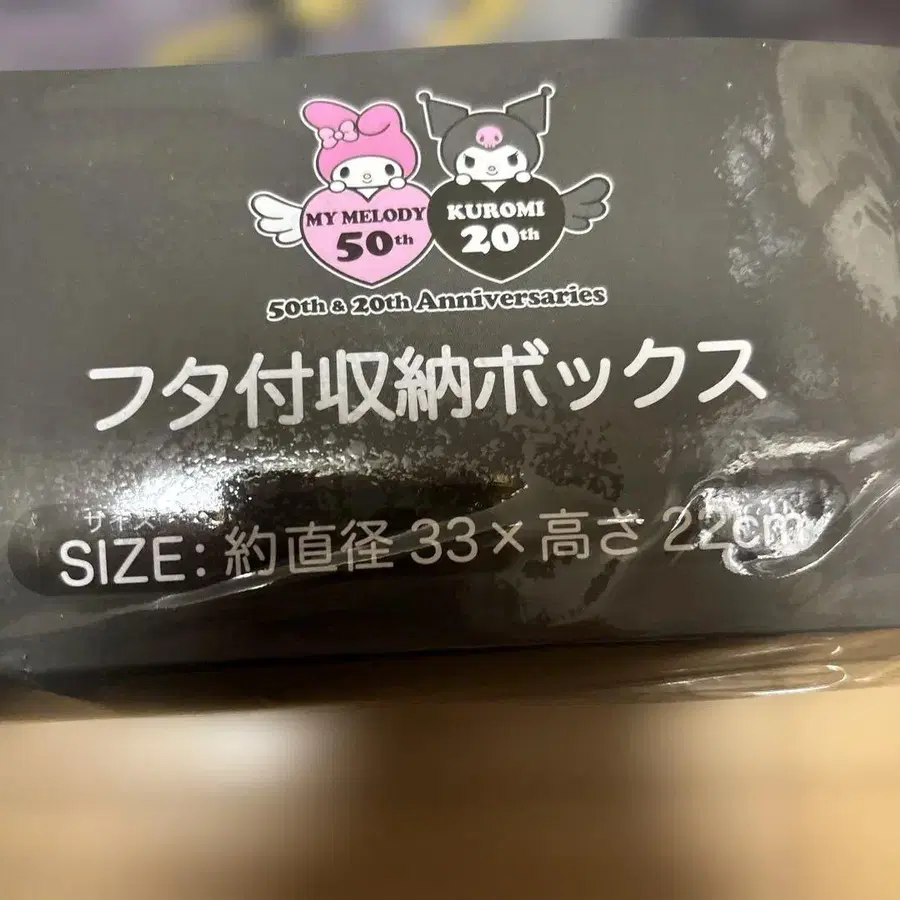 MY MELODY KUROMI
50th 20th
50th & 20th Anniversaries
フタ付収納ボックス
サイズ
SIZE: 約直径 33×高さ 22cm